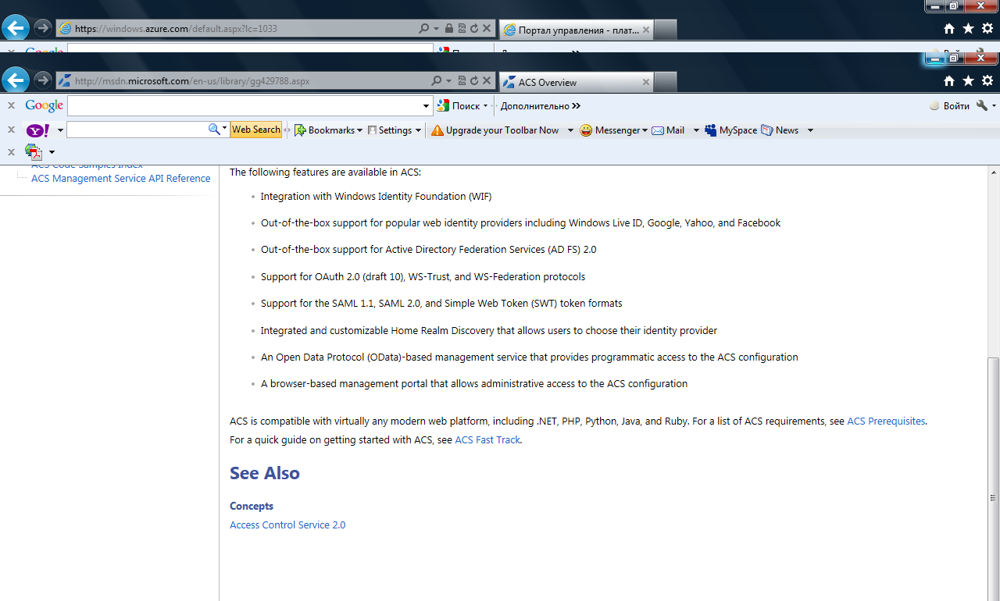 https://windows.azure.com/default.aspx?lc=1033
Портал управления - плат...
Google
http://msdn.microsoft.com/en-us/library/gg429788.aspx
ACS Overview
Google
Поиск
Дополнительно
Войти
Y!
Web Search
Bookmarks
Settings
Upgrade your Toolbar Now
Messenger
Mail
MySpace
News
ACS Code Samples Index
ACS Management Service API Reference
The following features are available in ACS:
Integration with Windows Identity Foundation (WIF)
Out-of-the-box support for popular web identity providers including Windows Live ID, Google, Yahoo, and Facebook
Out-of-the-box support for Active Directory Federation Services (AD FS) 2.0
Support for OAuth 2.0 (draft 10), WS-Trust, and WS-Federation protocols
Support for the SAML 1.1, SAML 2.0, and Simple Web Token (SWT) token formats
Integrated and customizable Home Realm Discovery that allows users to choose their identity provider
An Open Data Protocol (OData)-based management service that provides programmatic access to the ACS configuration
A browser-based management portal that allows administrative access to the ACS configuration
ACS is compatible with virtually any modern web platform, including .NET, PHP, Python, Java, and Ruby. For a list of ACS requirements, see ACS Prerequisites.
For a quick guide on getting started with ACS, see ACS Fast Track.
See Also
Concepts
Access Control Service 2.0